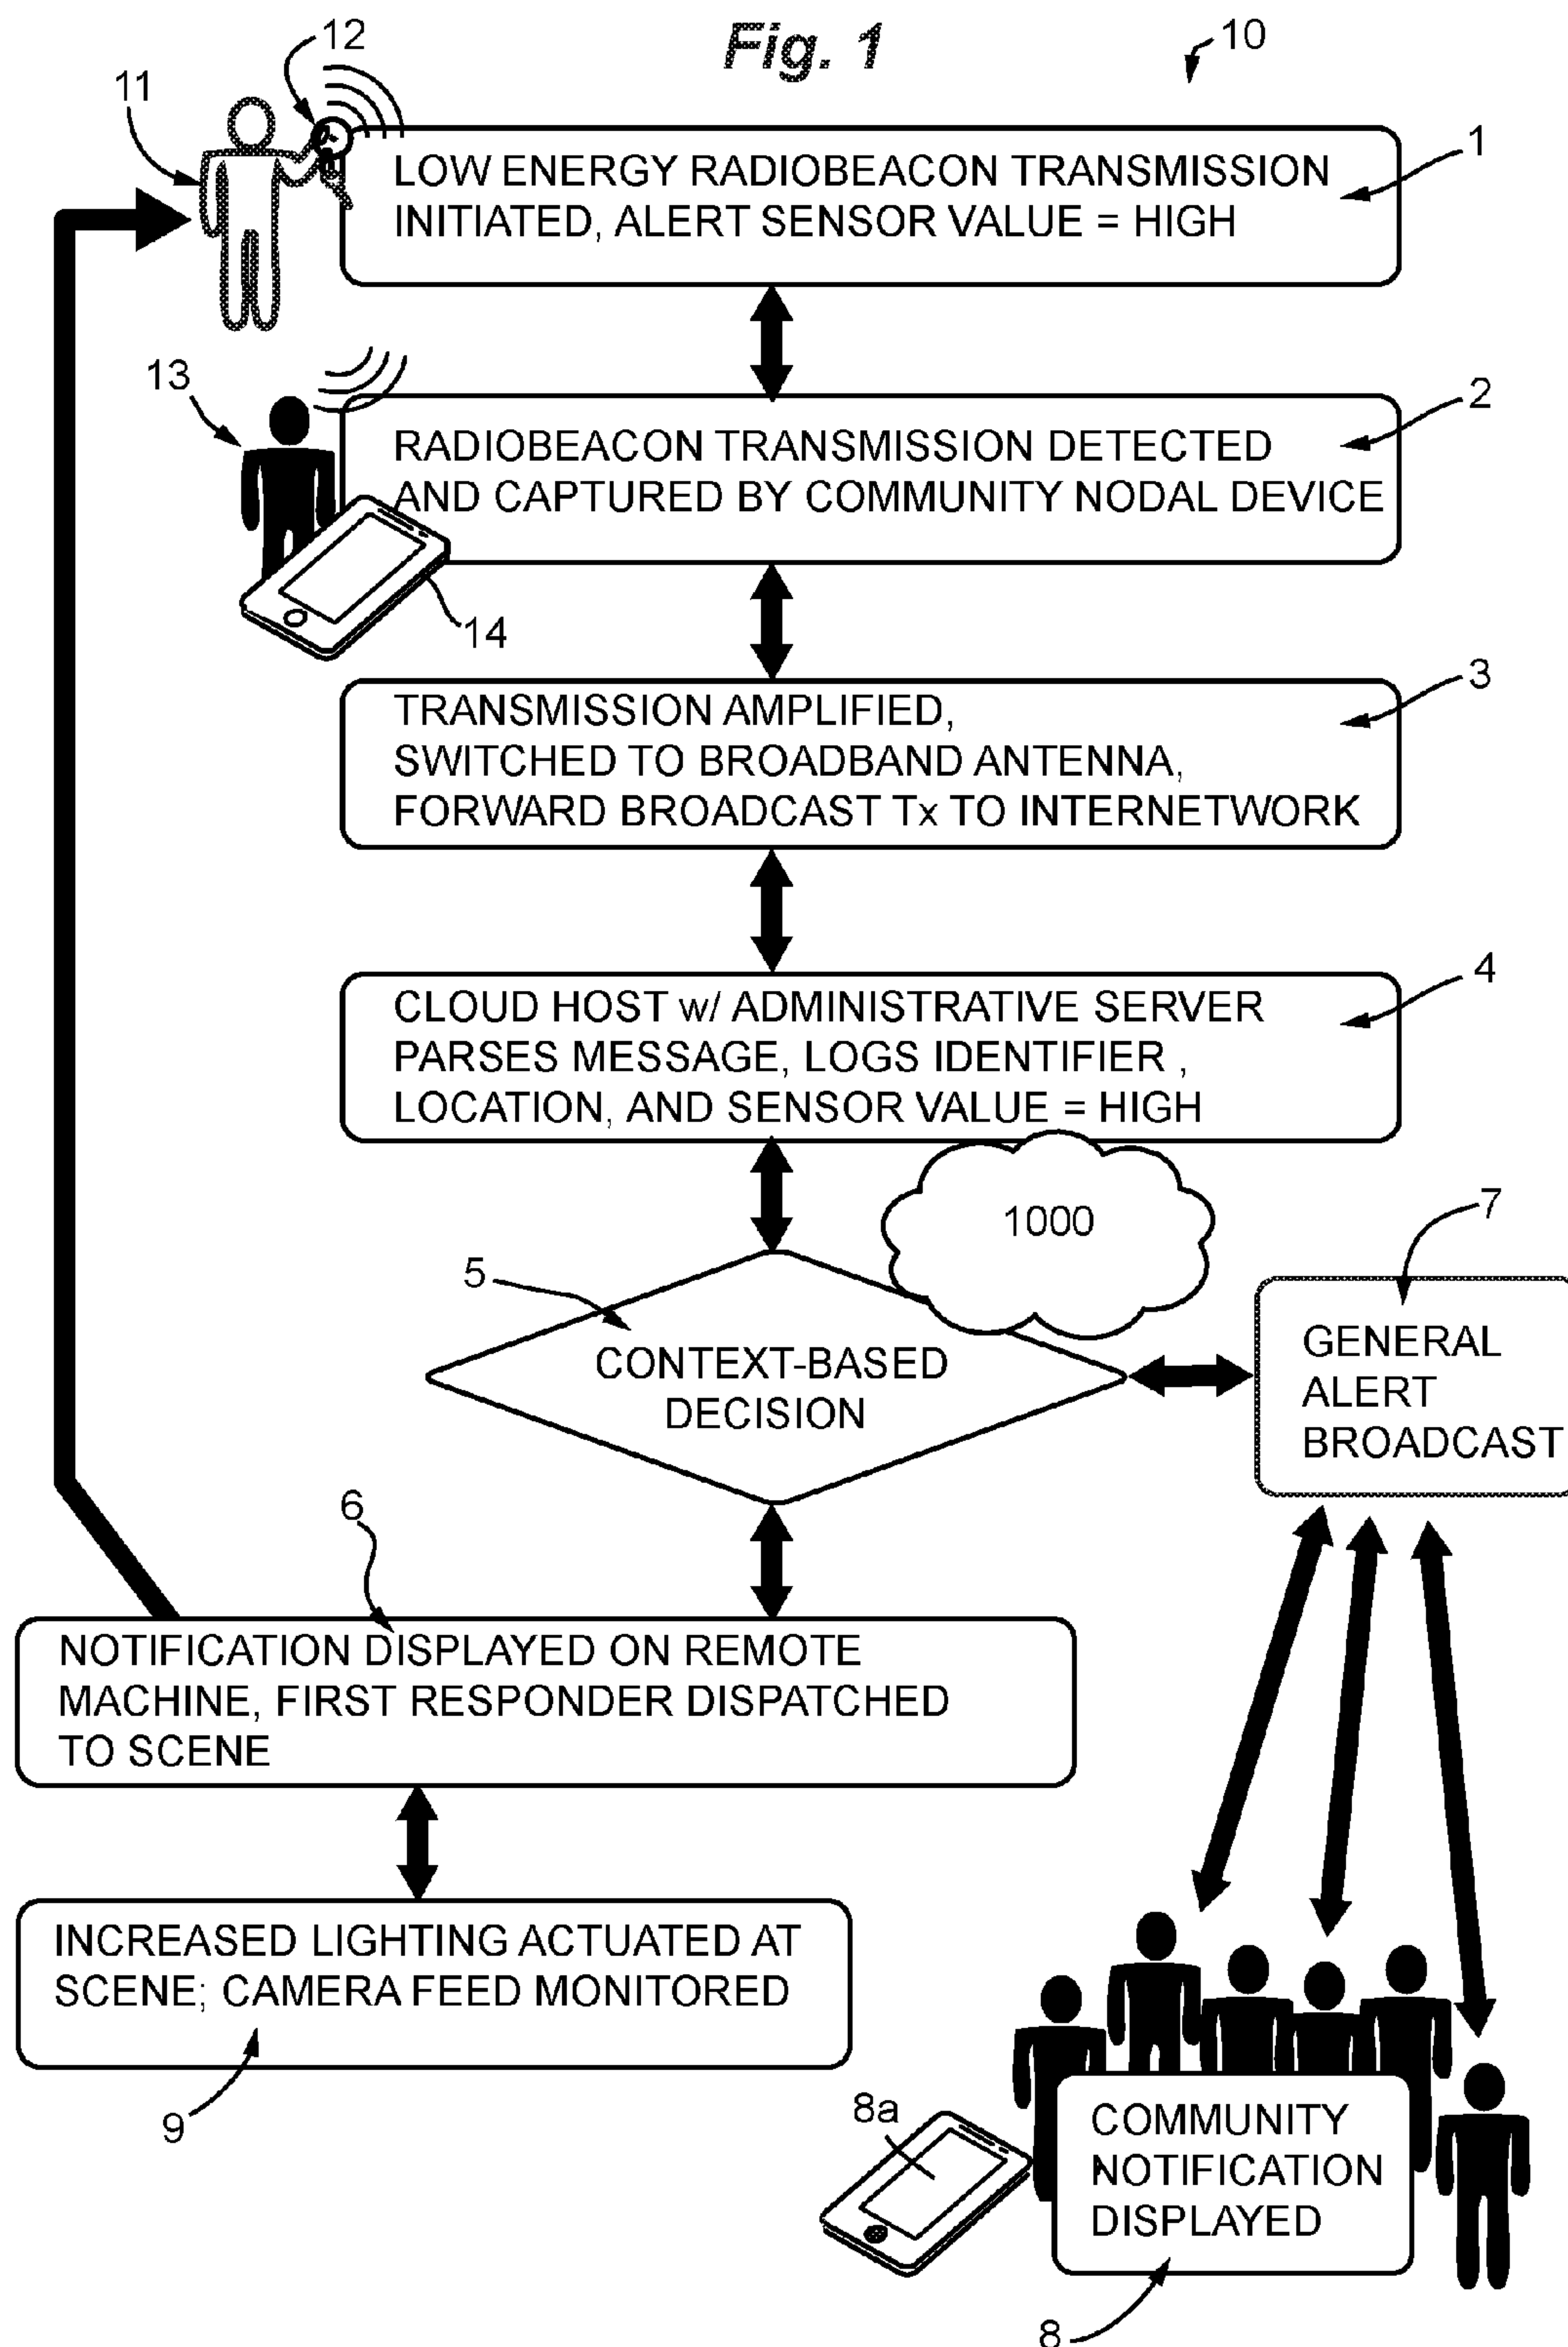 Fig. 1
10
12
11
1
LOW ENERGY RADIOBEACON TRANSMISSION
INITIATED, ALERT SENSOR VALUE = HIGH
13
2
RADIOBEACON TRANSMISSION DETECTED
AND CAPTURED BY COMMUNITY NODAL DEVICE
14
3
TRANSMISSION AMPLIFIED,
SWITCHED TO BROADBAND ANTENNA,
FORWARD BROADCAST Tx TO INTERNETWORK
4
CLOUD HOST w/ ADMINISTRATIVE SERVER
PARSES MESSAGE, LOGS IDENTIFIER ,
LOCATION, AND SENSOR VALUE = HIGH
1000
7
5
CONTEXT-BASED
DECISION
GENERAL
ALERT
BROADCAST
6
NOTIFICATION DISPLAYED ON REMOTE
MACHINE, FIRST RESPONDER DISPATCHED
TO SCENE
INCREASED LIGHTING ACTUATED AT
SCENE; CAMERA FEED MONITORED
9
8a
COMMUNITY
NOTIFICATION
DISPLAYED
8